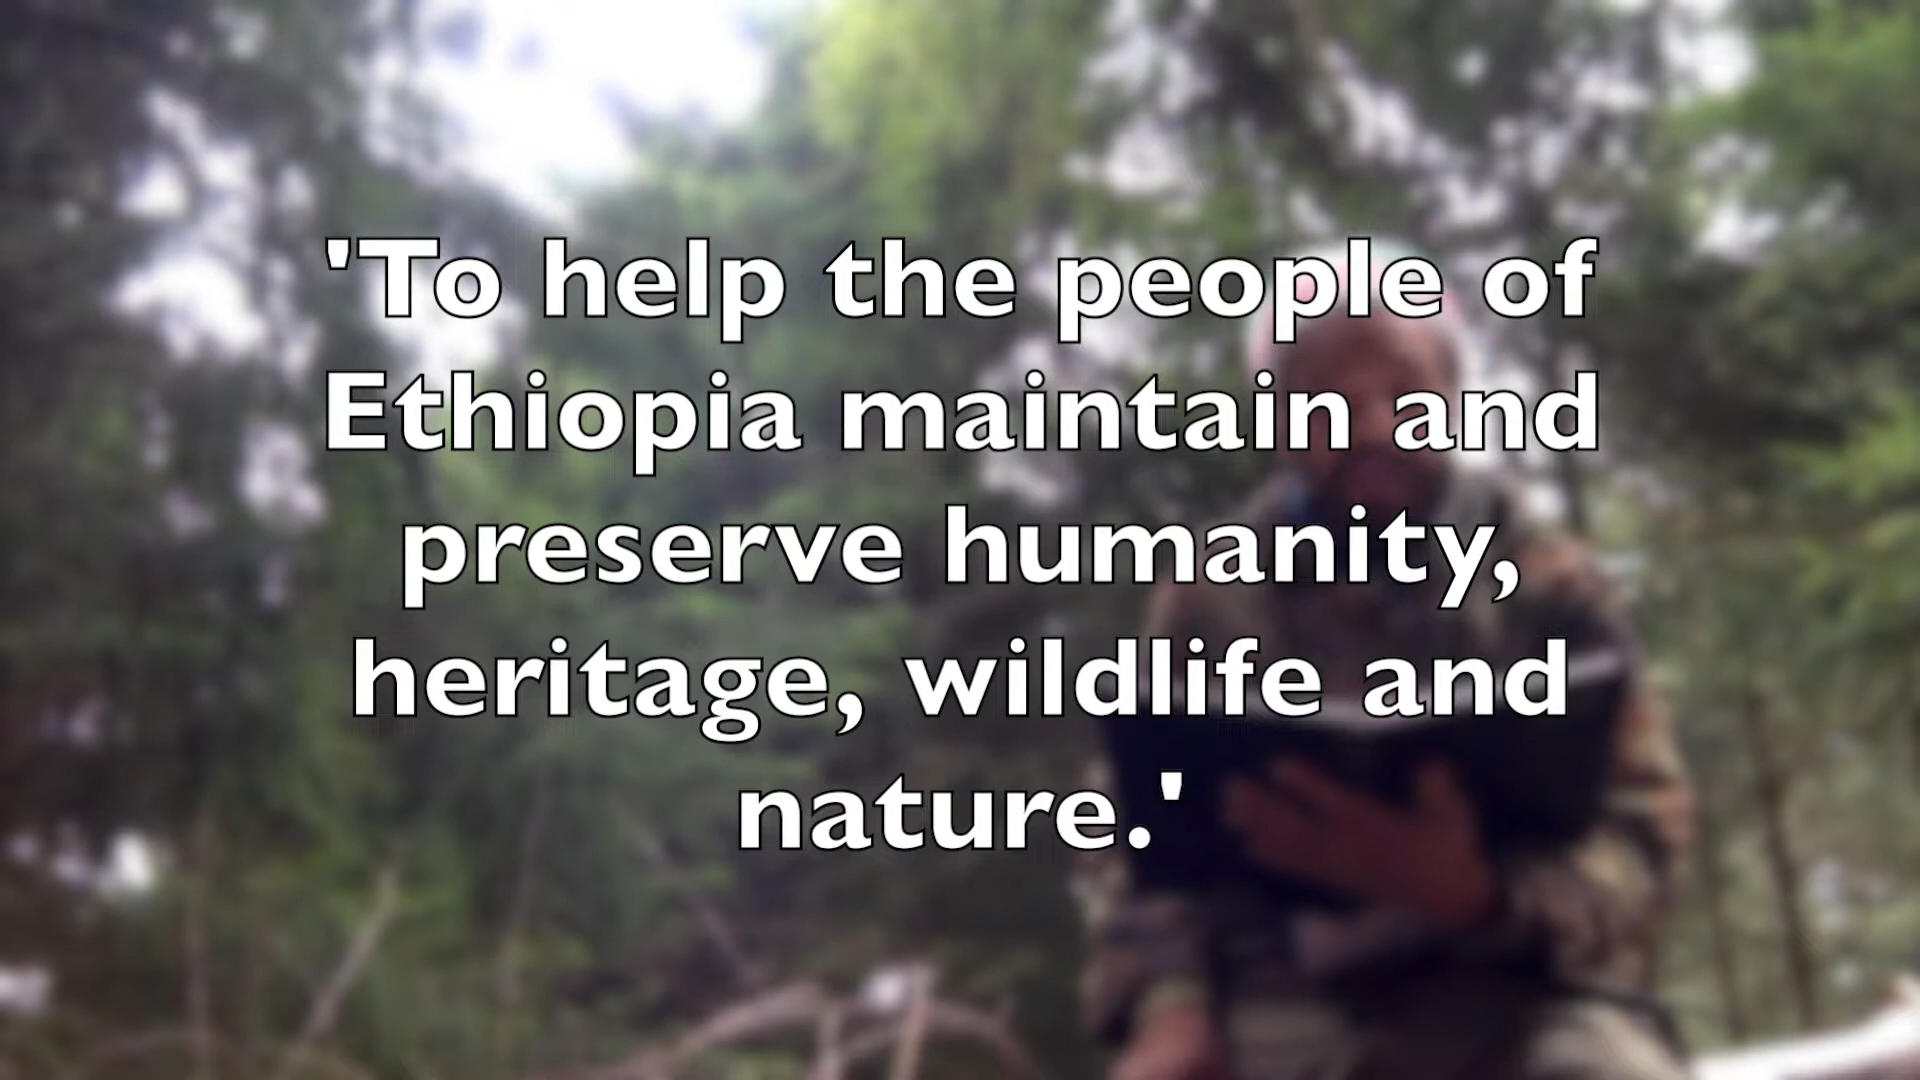 'To help the people of
Ethiopia maintain and
preserve humanity,
heritage, wildlife and
nature.'